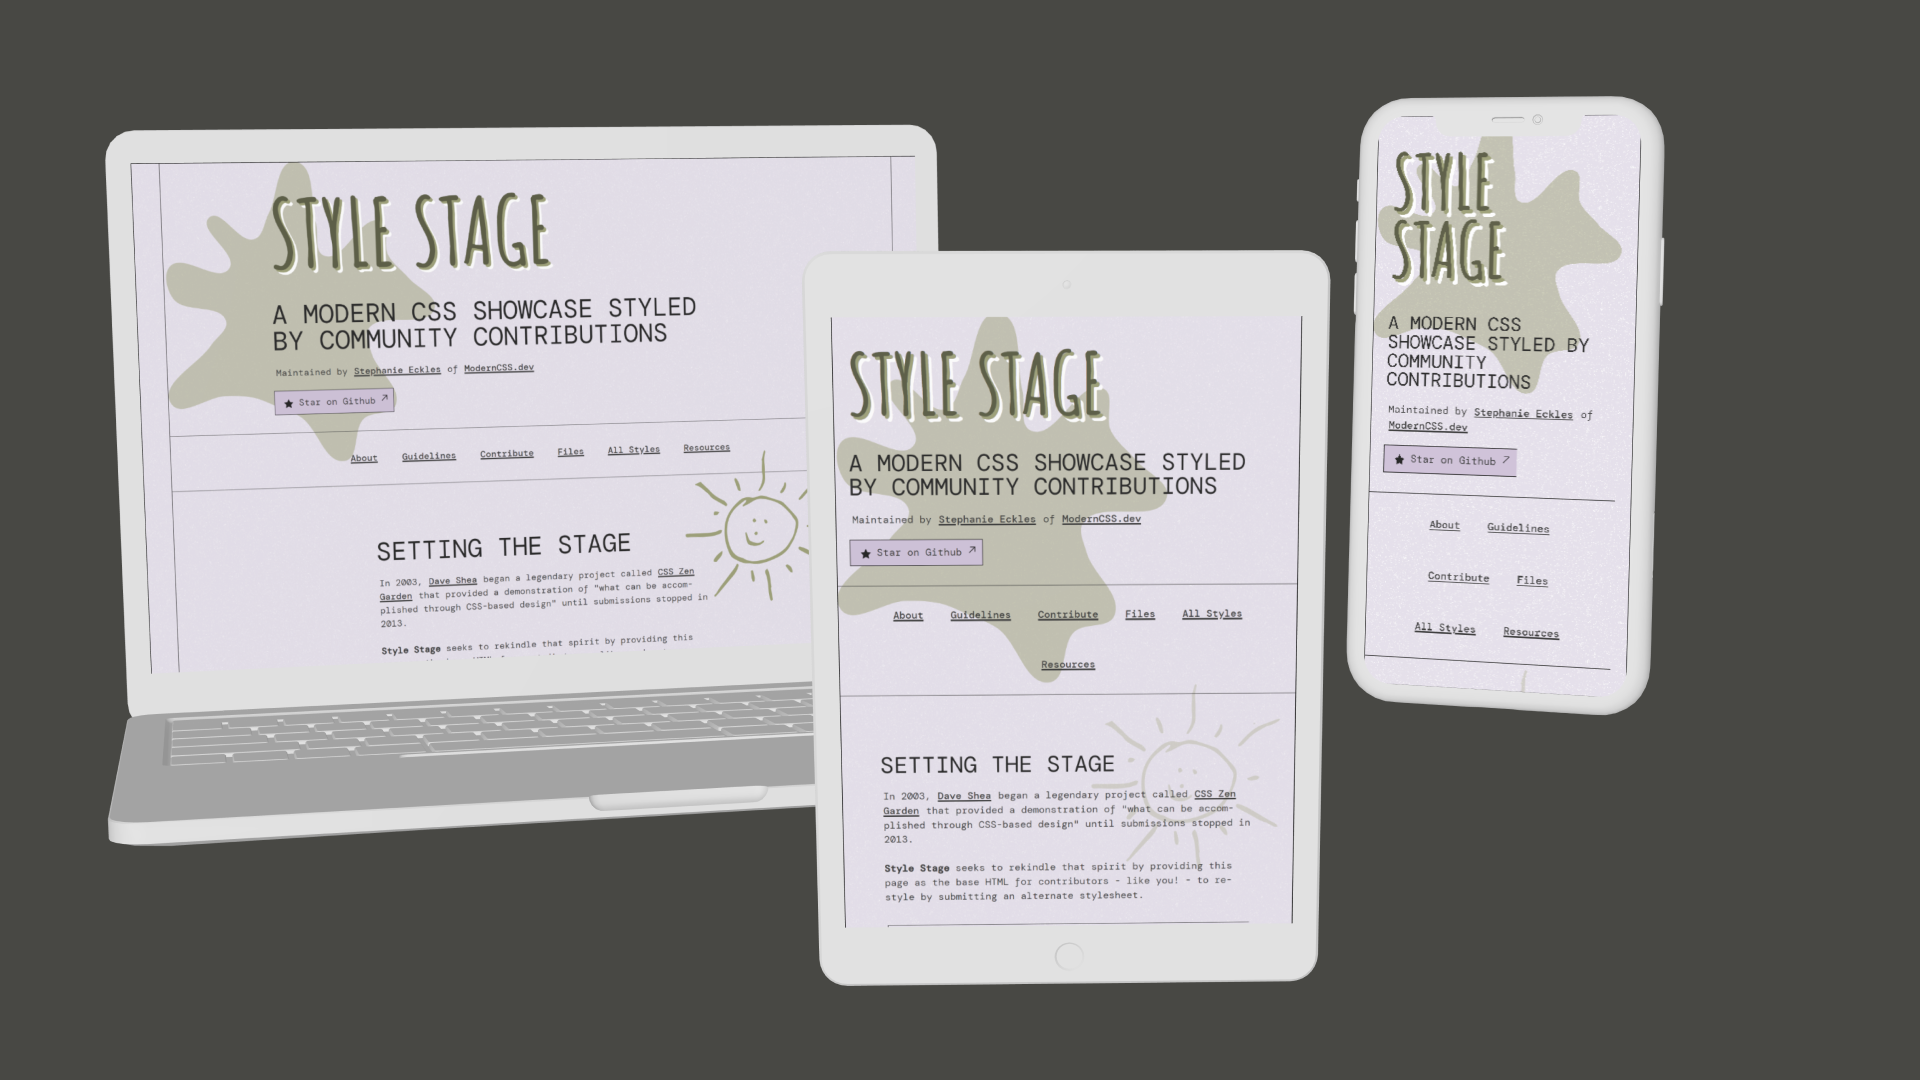 STYLE STAGE
A MODERN CSS SHOWCASE STYLED
BY COMMUNITY CONTRIBUTIONS
Maintained by Stephanie Eckles of ModernCSS.dev
★ Star on Github ↗
About Guidelines Contribute Files All Styles Resources
SETTING THE STAGE
In 2003, Dave Shea began a legendary project called CSS Zen
Garden that provided a demonstration of "what can be accom-
plished through CSS-based design" until submissions stopped in
2013.
Style Stage seeks to rekindle that spirit by providing this
STYLE STAGE
A MODERN CSS SHOWCASE STYLED
BY COMMUNITY CONTRIBUTIONS
Maintained by Stephanie Eckles of ModernCSS.dev
★ Star on Github ↗
About Guidelines Contribute Files All Styles
Resources
SETTING THE STAGE
In 2003, Dave Shea began a legendary project called CSS Zen
Garden that provided a demonstration of "what can be accom-
plished through CSS-based design" until submissions stopped in
2013.
Style Stage seeks to rekindle that spirit by providing this
page as the base HTML for contributors - like you! - to re-
style by submitting an alternate stylesheet.
STYLE
STAGE
A MODERN CSS
SHOWCASE STYLED BY
COMMUNITY
CONTRIBUTIONS
Maintained by Stephanie Eckles of
ModernCSS.dev
★ Star on Github ↗
About Guidelines
Contribute Files
All Styles Resources